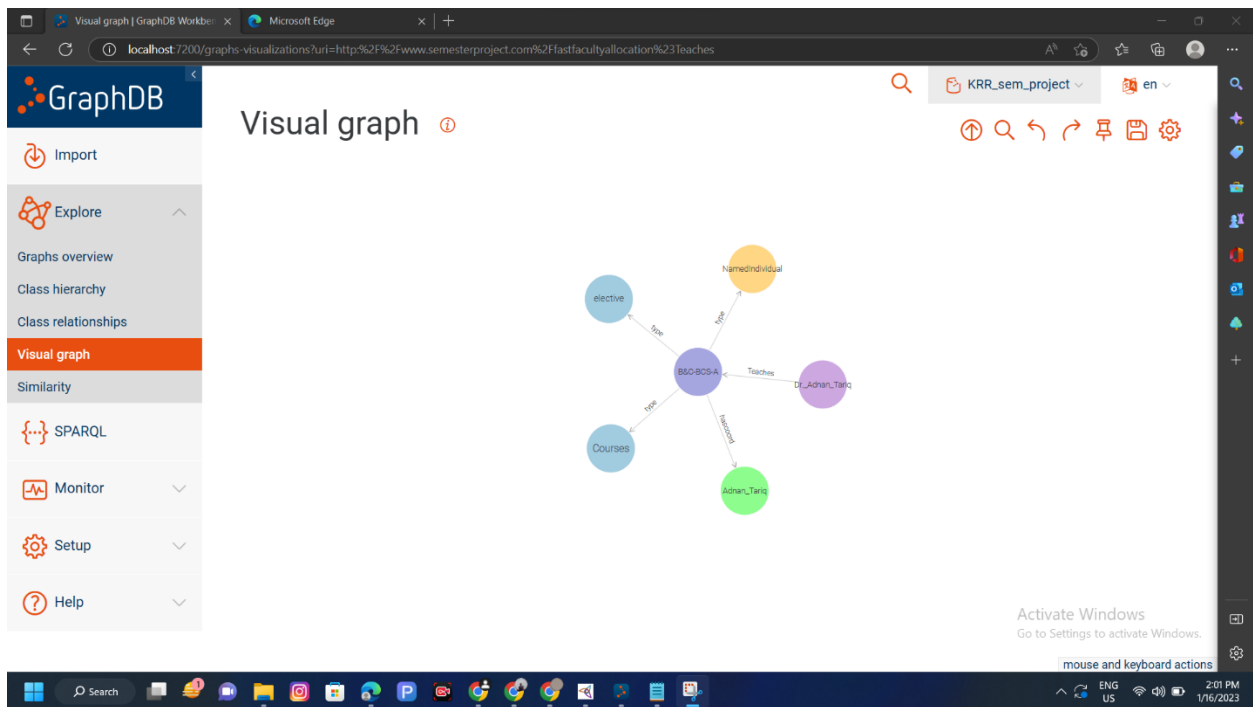 Visual graph | GraphDB Workben
Microsoft Edge
localhost:7200/graphs-visualizations?uri=http:%2F%2Fwww.semesterproject.com%2Ffastfacultyallocation%23Teaches
GraphDB
KRR_sem_project
en
Visual graph
Import
Explore
Graphs overview
Class hierarchy
Class relationships
Visual graph
Similarity
SPARQL
Monitor
Setup
Help
NamedIndividual
elective
type
type
B&C-BCS-A
Teaches
Dr._Adnan_Tariq
type
hascoord
Courses
Adnan_Tariq
Activate Windows
Go to Settings to activate Windows.
mouse and keyboard actions
Search
1
ENG
US
2:01 PM
1/16/2023